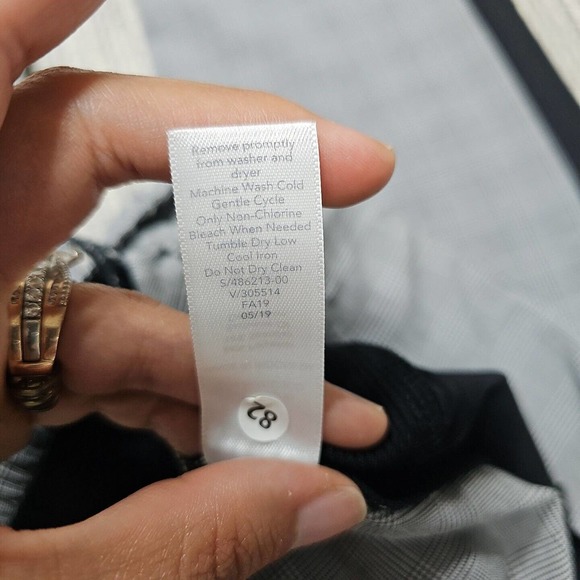 Remove promptly
from washer and
dryer
Machine Wash Cold
Gentle Cycle
Only Non-Chlorine
Bleach When Needed
Tumble Dry Low
Cool Iron
Do Not Dry Clean
S/486213-00
V/305514
FA19
05/19
82